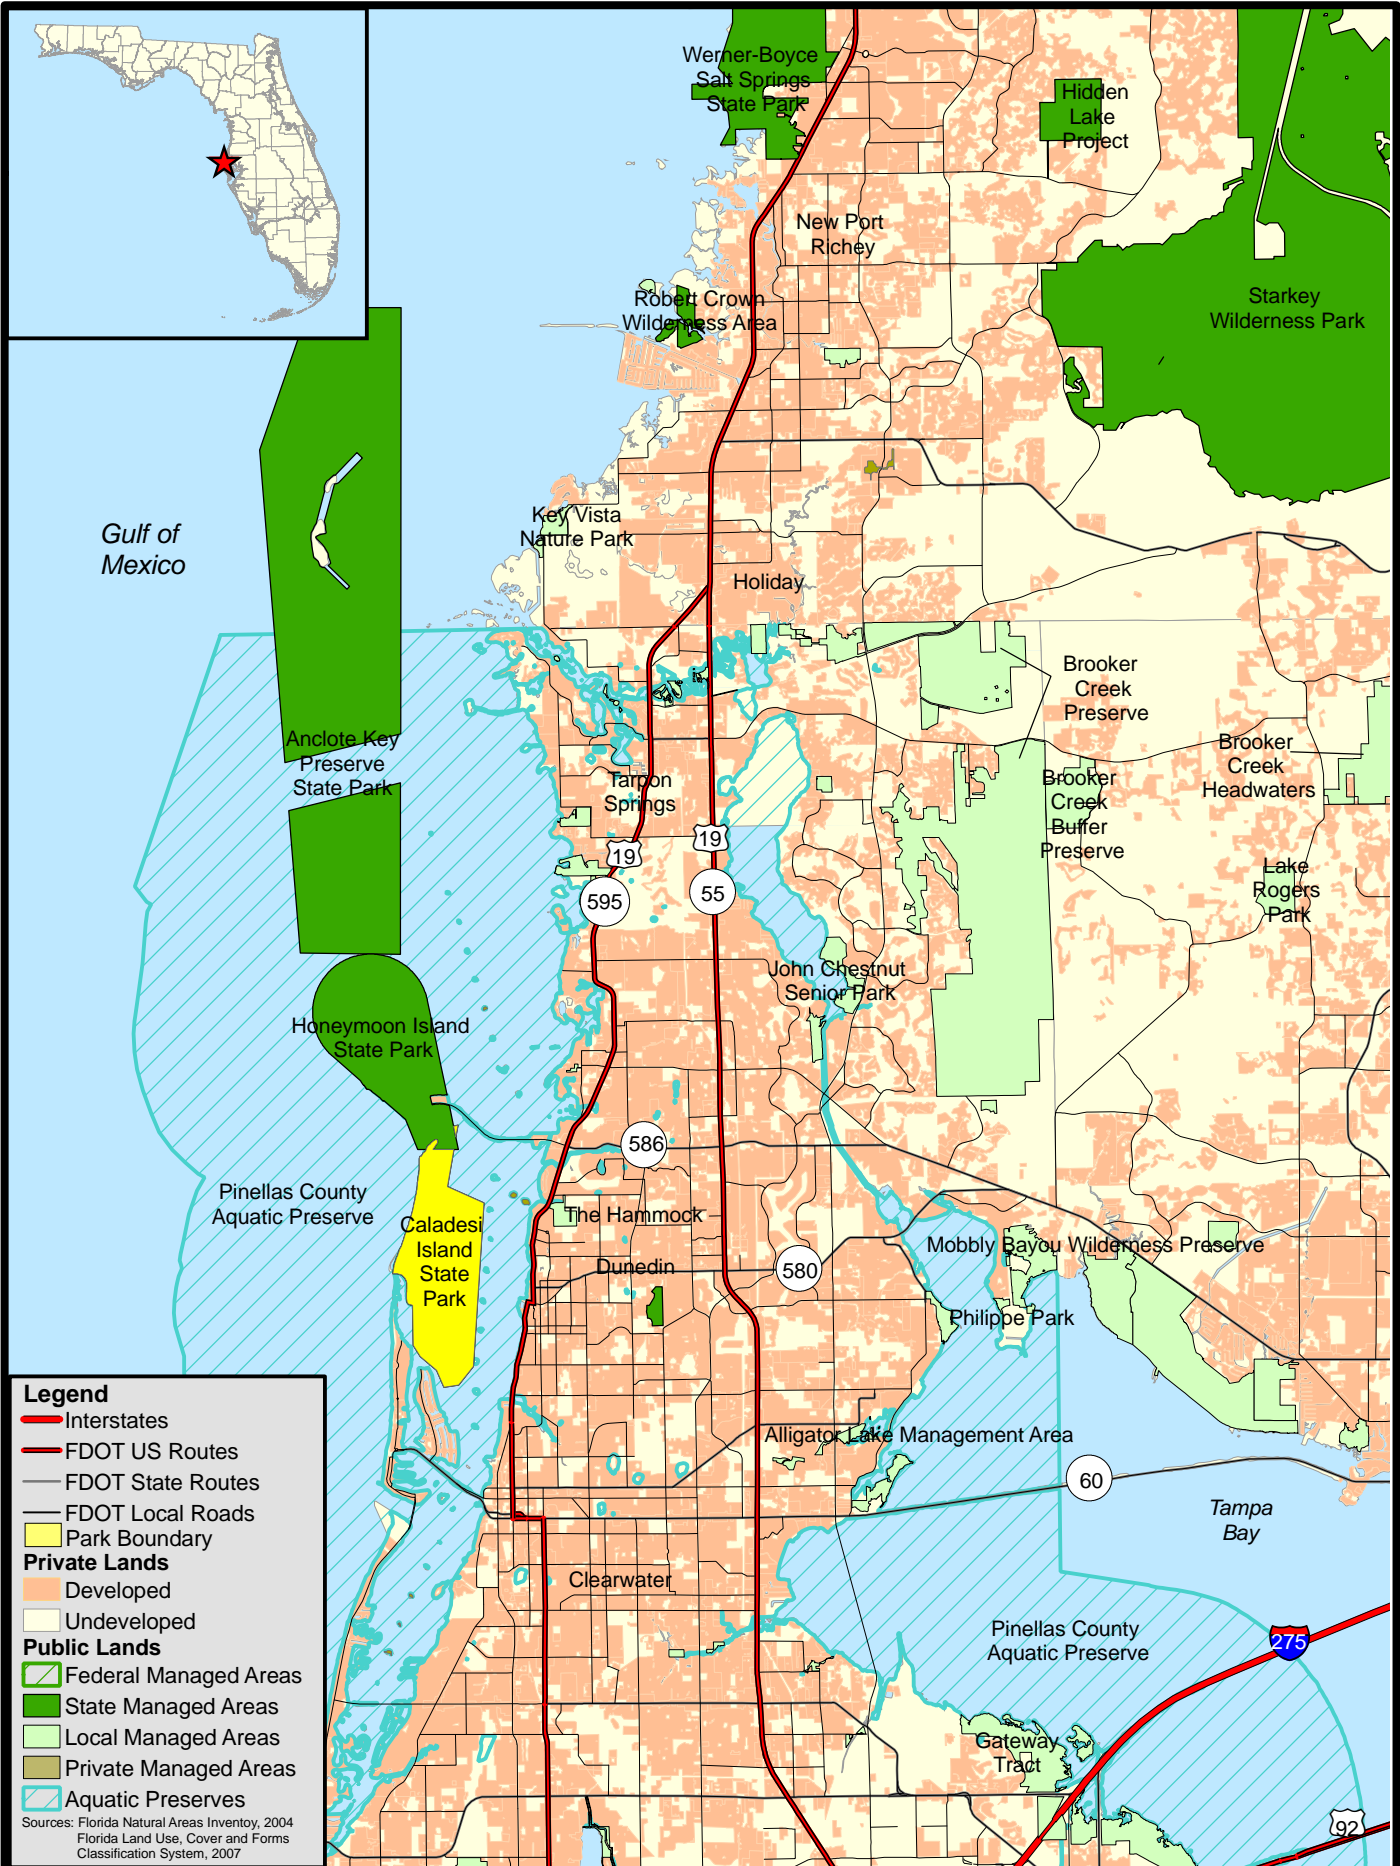 Werner-Boyce
Salt Springs
State Park
Hidden
Lake
Project
New Port
Richey
Starkey
Wilderness Park
Robert Crown
Wilderness Area
Gulf of
Mexico
Key Vista
Nature Park
Holiday
Brooker
Creek
Preserve
Anclote Key
Preserve
State Park
Brooker
Creek
Headwaters
Tarpon
Springs
Brooker
Creek
Buffer
Preserve
19
19
Lake
Rogers
Park
595
55
John Chestnut
Senior Park
Honeymoon Island
State Park
586
Pinellas County
Aquatic Preserve
Caladesi
Island
State
Park
The Hammock
Mobbly Bayou Wilderness Preserve
Dunedin
580
Philippe Park
Alligator Lake Management Area
60
Tampa
Bay
Clearwater
Pinellas County
Aquatic Preserve
275
Gateway
Tract
92
Legend
Interstates
FDOT US Routes
FDOT State Routes
FDOT Local Roads
Park Boundary
Private Lands
Developed
Undeveloped
Public Lands
Federal Managed Areas
State Managed Areas
Local Managed Areas
Private Managed Areas
Aquatic Preserves
Sources: Florida Natural Areas Inventoy, 2004
Florida Land Use, Cover and Forms
Classification System, 2007